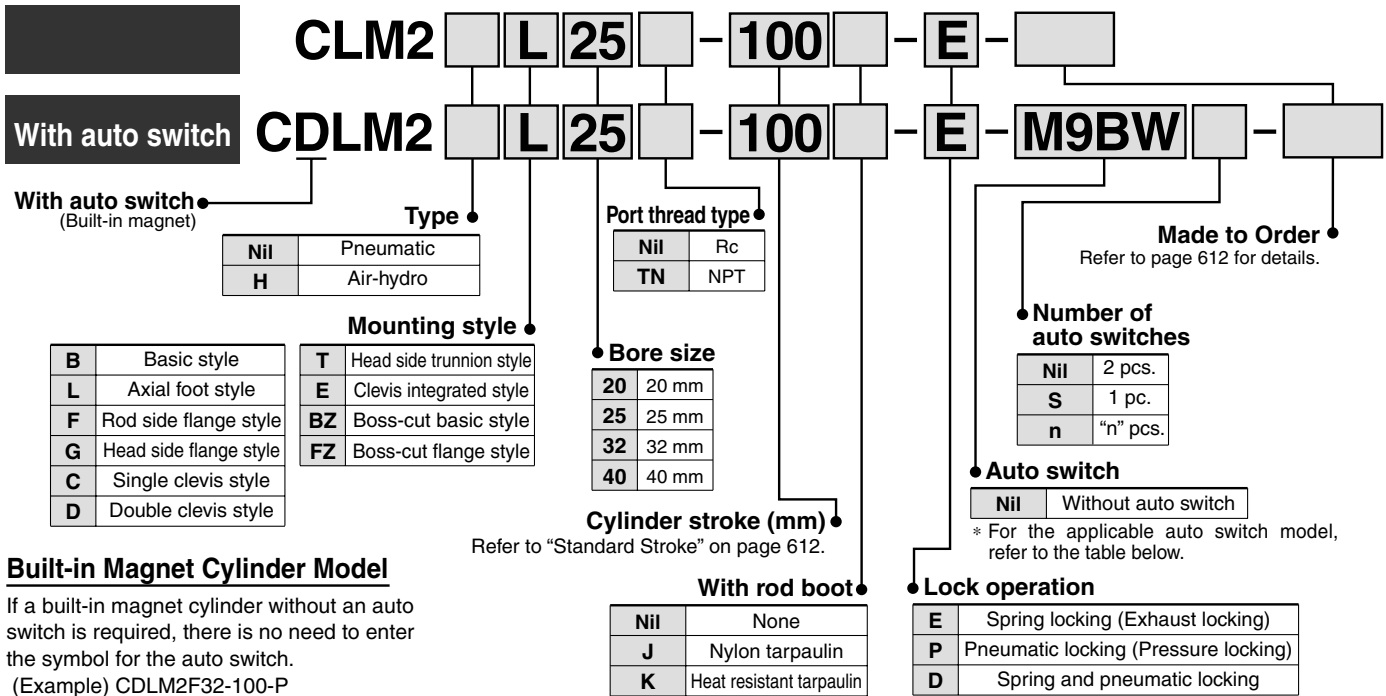 CLM2 L 25 – 100 – E –
With auto switch CDLM2 L 25 – 100 – E – M9BW –
With auto switch
(Built-in magnet)
Type
Nil Pneumatic
H Air-hydro
Port thread type
Nil Rc
TN NPT
Made to Order
Refer to page 612 for details.
Mounting style
B Basic style
L Axial foot style
F Rod side flange style
G Head side flange style
C Single clevis style
D Double clevis style
T Head side trunnion style
E Clevis integrated style
BZ Boss-cut basic style
FZ Boss-cut flange style
Bore size
20 20 mm
25 25 mm
32 32 mm
40 40 mm
Number of
auto switches
Nil 2 pcs.
S 1 pc.
n “n” pcs.
Auto switch
Nil Without auto switch
* For the applicable auto switch model,
refer to the table below.
Cylinder stroke (mm)
Refer to “Standard Stroke” on page 612.
Built-in Magnet Cylinder Model
If a built-in magnet cylinder without an auto
switch is required, there is no need to enter
the symbol for the auto switch.
(Example) CDLM2F32-100-P
With rod boot
Nil None
J Nylon tarpaulin
K Heat resistant tarpaulin
Lock operation
E Spring locking (Exhaust locking)
P Pneumatic locking (Pressure locking)
D Spring and pneumatic locking